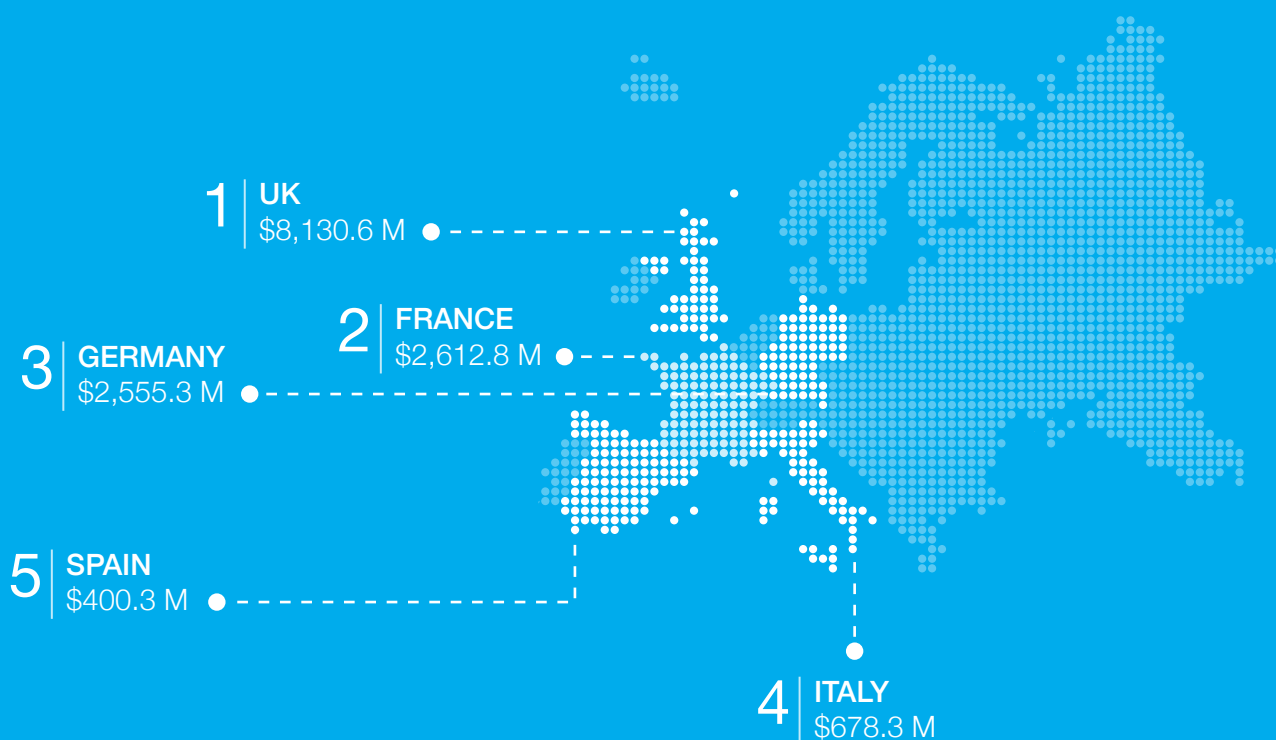 1
UK
$8,130.6 M
2
FRANCE
$2,612.8 M
3
GERMANY
$2,555.3 M
5
SPAIN
$400.3 M
4
ITALY
$678.3 M